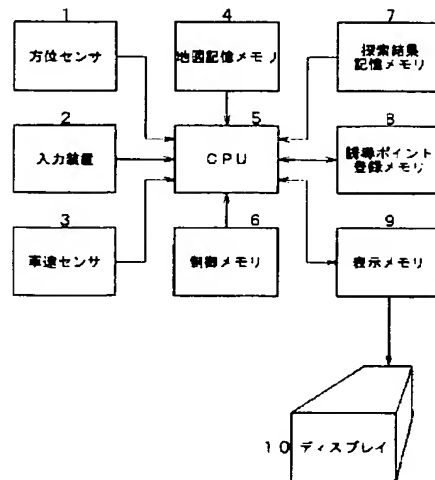 1
方位センサ
4
地図記憶メモリ
7
探索結果
記憶メモリ
2
入力装置
5
CPU
8
誘導ポイント
登録メモリ
3
車速センサ
6
制御メモリ
9
表示メモリ
10 ディスプレイ